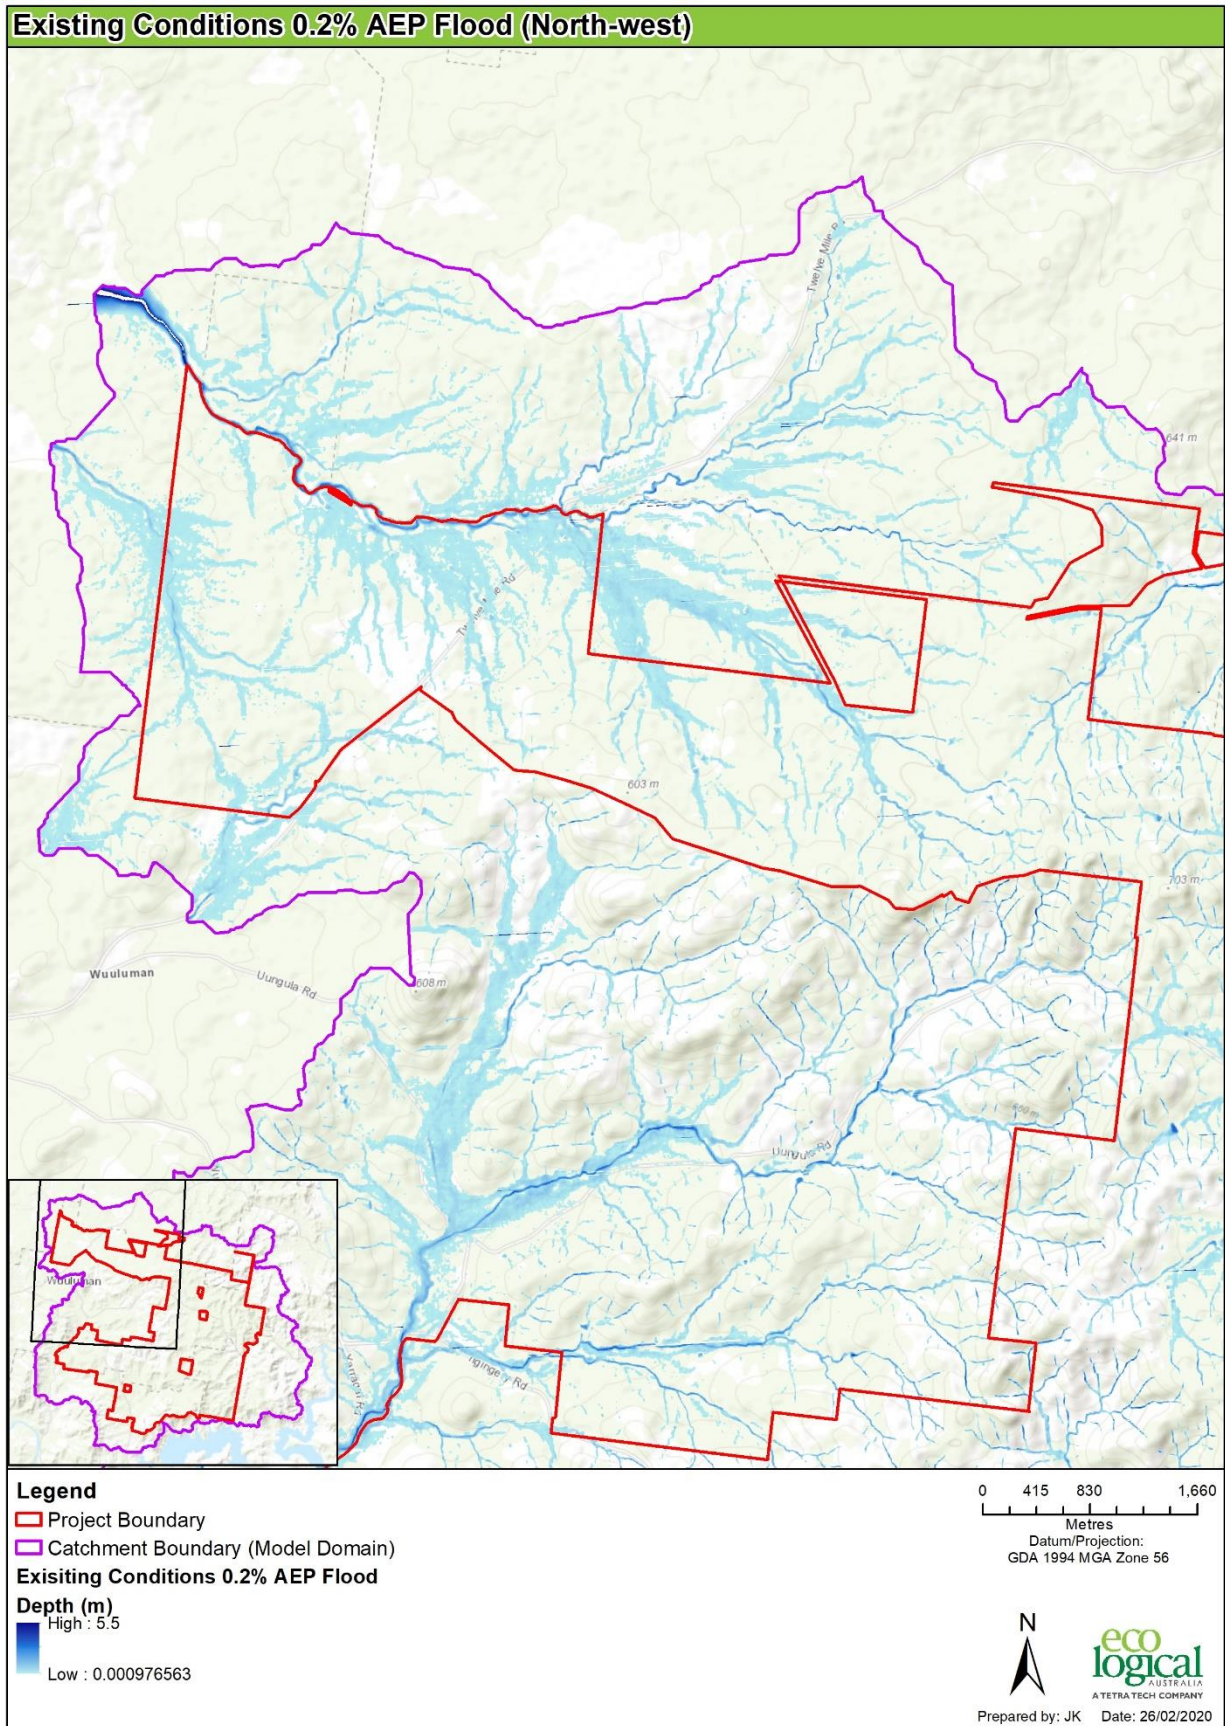 Existing Conditions 0.2% AEP Flood (North-west)
Twelve Mile
641 m
Rd
603 m
703 m
Wuuluman
Uungula Rd
608 m
Uungula Rd
Rd
Wuuluman
Legend
Project Boundary
Catchment Boundary (Model Domain)
Exisiting Conditions 0.2% AEP Flood
Depth (m)
High : 5.5
Low : 0.000976563
0 415 830 1,660
Metres
Datum/Projection:
GDA 1994 MGA Zone 56
N
eco
logical
AUSTRALIA
A TETRA TECH COMPANY
Prepared by: JK Date: 26/02/2020